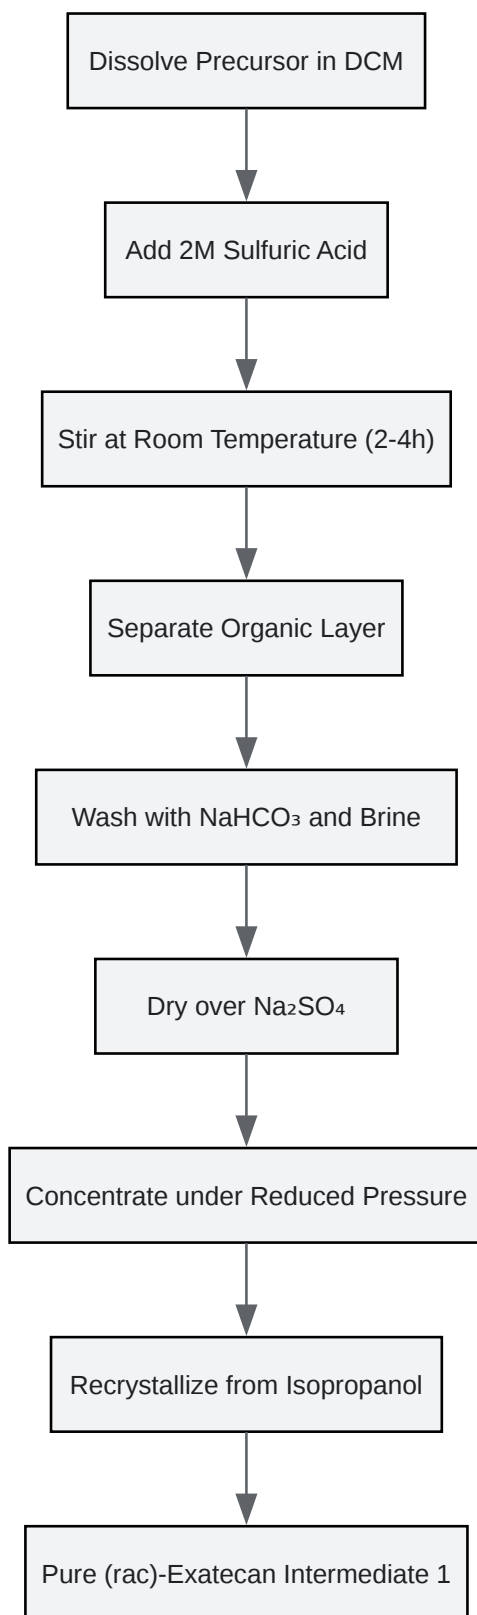 Dissolve Precursor in DCM
Add 2M Sulfuric Acid
Stir at Room Temperature (2-4h)
Separate Organic Layer
Wash with NaHCO₃ and Brine
Dry over Na₂SO₄
Concentrate under Reduced Pressure
Recrystallize from Isopropanol
Pure (rac)-Exatecan Intermediate 1